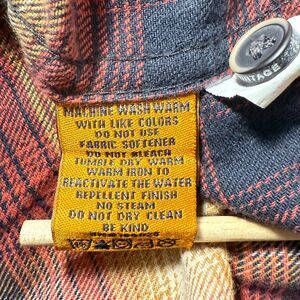 MACHINE WASH WARM
WITH LIKE COLORS
DO NOT USE
FABRIC SOFTENER
DO NOT BLEACH
TUMBLE DRY WARM
WARM IRON TO
REACTIVATE THE WATER
REPELLENT FINISH
NO STEAM
DO NOT DRY CLEAN
BE KIND
VINTAGE